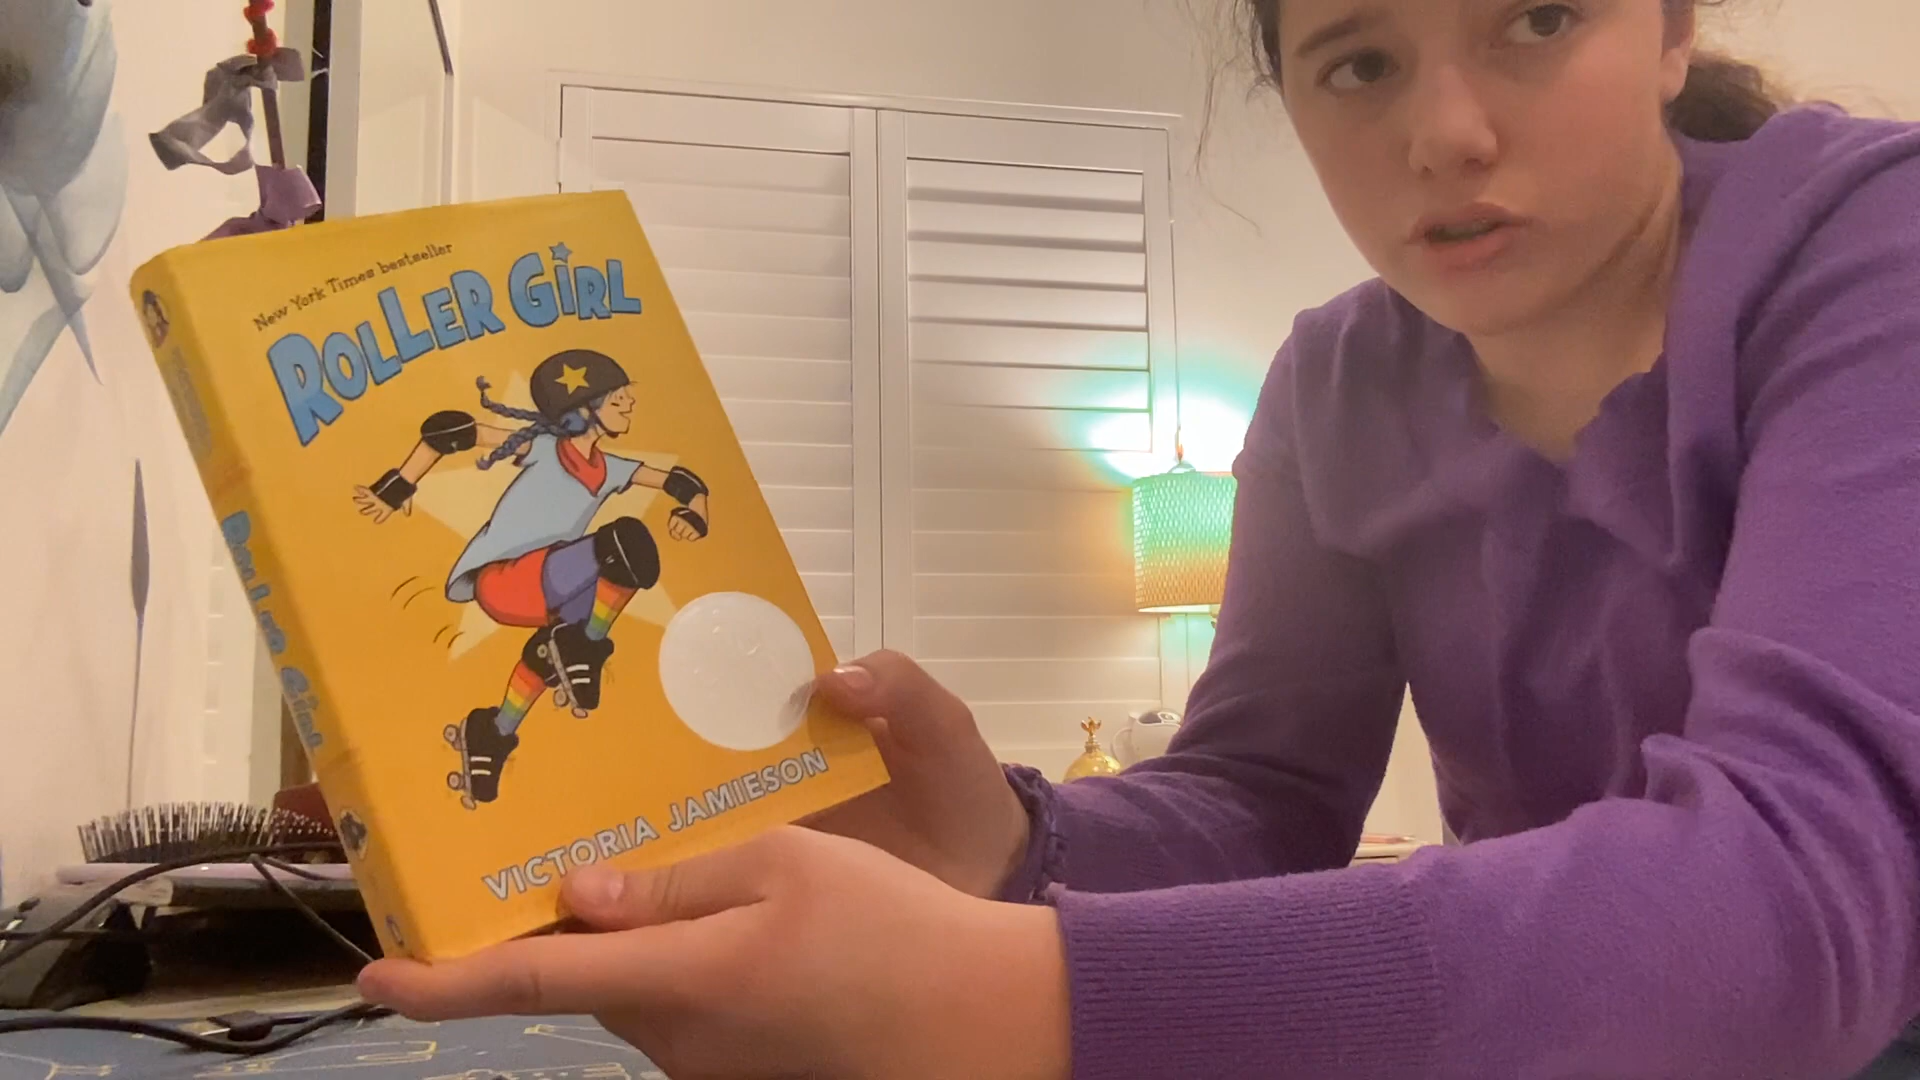 New York Times bestseller
ROLLER GIRL
VICTORIA JAMIESON
Roller Girl